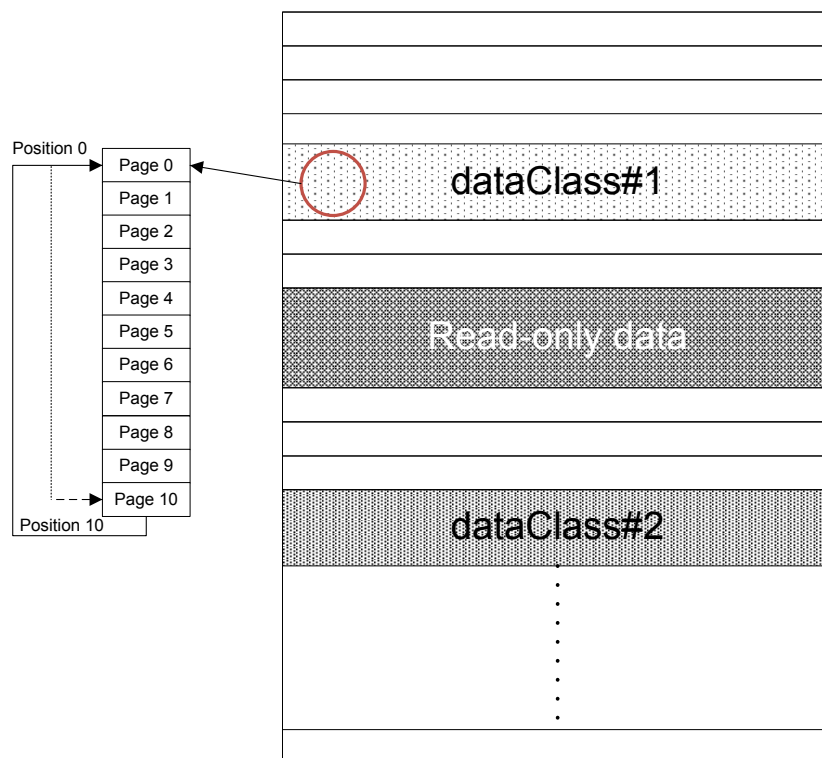 Position 0
Page 0
Page 1
Page 2
Page 3
Page 4
Page 5
Page 6
Page 7
Page 8
Page 9
Page 10
Position 10
dataClass#1
Read-only data
dataClass#2